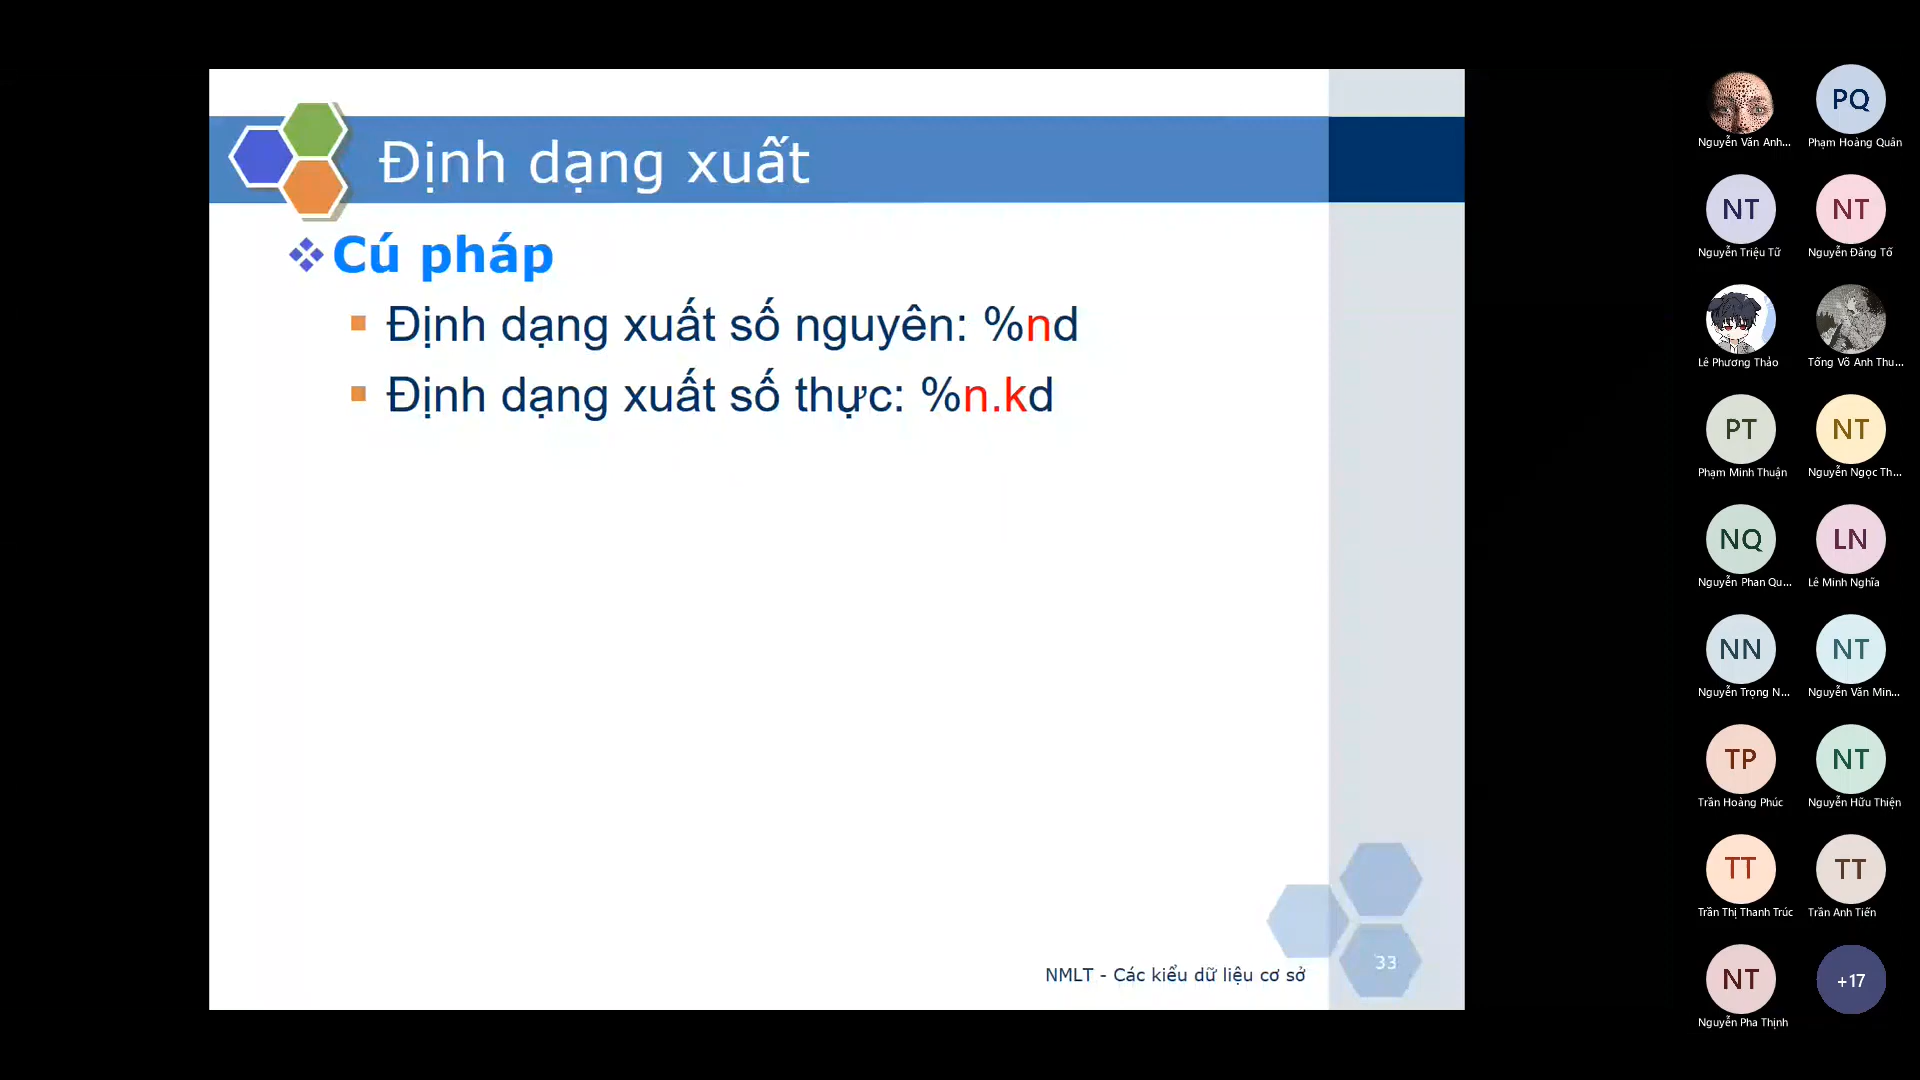 Định dạng xuất
Cú pháp
Định dạng xuất số nguyên: %nd
Định dạng xuất số thực: %n.kd
NMLT - Các kiểu dữ liệu cơ sở
33
Nguyễn Văn Anh...
PQ
Phạm Hoàng Quân
NT
Nguyễn Triệu Tử
NT
Nguyễn Đăng Tố
Lê Phương Thảo
Tống Võ Anh Thu...
PT
Phạm Minh Thuận
NT
Nguyễn Ngọc Th...
NQ
Nguyễn Phan Qu...
LN
Lê Minh Nghĩa
NN
Nguyễn Trọng N...
NT
Nguyễn Văn Min...
TP
Trần Hoàng Phúc
NT
Nguyễn Hữu Thiện
TT
Trần Thị Thanh Trúc
TT
Trần Anh Tiến
NT
Nguyễn Pha Thịnh
+17